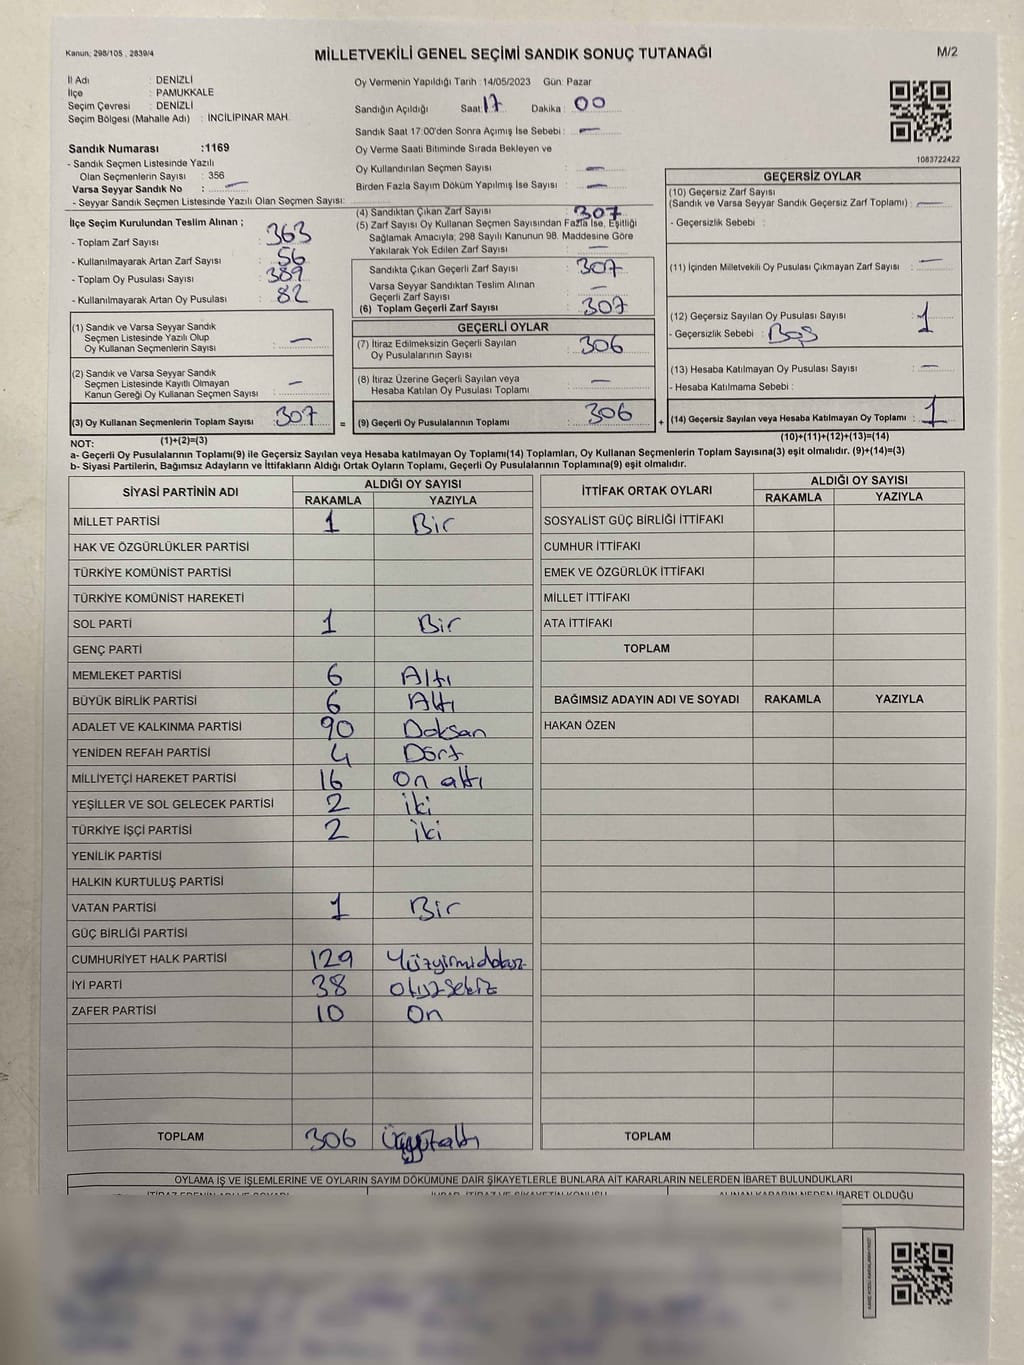 Kanun: 298/105 , 2839/4
MİLLETVEKİLİ GENEL SEÇİMİ SANDIK SONUÇ TUTANAĞI
M/2
İl Adı : DENİZLİ
İlçe : PAMUKKALE
Seçim Çevresi : DENİZLİ
Seçim Bölgesi (Mahalle Adı) : İNCİLİPINAR MAH.
Sandık Numarası :1169
- Sandık Seçmen Listesinde Yazılı
Olan Seçmenlerin Sayısı : 356
Varsa Seyyar Sandık No : —
- Seyyar Sandık Seçmen Listesinde Yazılı Olan Seçmen Sayısı:
Oy Vermenin Yapıldığı Tarih : 14/05/2023 Gün: Pazar
Sandığın Açıldığı Saat: 17 Dakika : 00
Sandık Saat 17:00'den Sonra Açımış İse Sebebi : —
Oy Verme Saati Bitiminde Sırada Bekleyen ve
Oy Kullandırılan Seçmen Sayısı : —
Birden Fazla Sayım Döküm Yapılmış İse Sayısı : —
1083722422
İlçe Seçim Kurulundan Teslim Alınan ;
- Toplam Zarf Sayısı : 363
- Kullanılmayarak Artan Zarf Sayısı : 56
- Toplam Oy Pusulası Sayısı : 389
- Kullanılmayarak Artan Oy Pusulası : 82
(4) Sandıktan Çıkan Zarf Sayısı : 307
(5) Zarf Sayısı Oy Kullanan Seçmen Sayısından Fazla İse, Eşitliği
Sağlamak Amacıyla, 298 Sayılı Kanunun 98. Maddesine Göre
Yakılarak Yok Edilen Zarf Sayısı : —
Sandıkta Çıkan Geçerli Zarf Sayısı : 307
Varsa Seyyar Sandıktan Teslim Alınan
Geçerli Zarf Sayısı : —
(6) Toplam Geçerli Zarf Sayısı : 307
GEÇERSİZ OYLAR
(10) Geçersiz Zarf Sayısı
(Sandık ve Varsa Seyyar Sandık Geçersiz Zarf Toplamı) : —
- Geçersizlik Sebebi :
(11) İçinden Milletvekili Oy Pusulası Çıkmayan Zarf Sayısı : —
(12) Geçersiz Sayılan Oy Pusulası Sayısı : 1
- Geçersizlik Sebebi : Boş
(13) Hesaba Katılmayan Oy Pusulası Sayısı : —
- Hesaba Katılmama Sebebi :
(1) Sandık ve Varsa Seyyar Sandık
Seçmen Listesinde Yazılı Olup
Oy Kullanan Seçmenlerin Sayısı : —
(2) Sandık ve Varsa Seyyar Sandık
Seçmen Listesinde Kayıtlı Olmayan
Kanun Gereği Oy Kullanan Seçmen Sayısı : —
GEÇERLİ OYLAR
(7) İtiraz Edilmeksizin Geçerli Sayılan
Oy Pusulalarının Sayısı : 306
(8) İtiraz Üzerine Geçerli Sayılan veya
Hesaba Katılan Oy Pusulası Toplamı : —
(3) Oy Kullanan Seçmenlerin Toplam Sayısı : 307 = (9) Geçerli Oy Pusulalarının Toplamı : 306 + (14) Geçersiz Sayılan veya Hesaba Katılmayan Oy Toplamı : 1
NOT: (1)+(2)=(3) (10)+(11)+(12)+(13)=(14)
a- Geçerli Oy Pusulalarının Toplamı(9) ile Geçersiz Sayılan veya Hesaba katılmayan Oy Toplamı(14) Toplamları, Oy Kullanan Seçmenlerin Toplam Sayısına(3) eşit olmalıdır. (9)+(14)=(3)
b- Siyasi Partilerin, Bağımsız Adayların ve İttifakların Aldığı Ortak Oyların Toplamı, Geçerli Oy Pusulalarının Toplamına(9) eşit olmalıdır.
SİYASİ PARTİNİN ADI ALDIĞI OY SAYISI
RAKAMLA YAZIYLA
MİLLET PARTİSİ 1 Bir
HAK VE ÖZGÜRLÜKLER PARTİSİ
TÜRKİYE KOMÜNİST PARTİSİ
TÜRKİYE KOMÜNİST HAREKETİ
SOL PARTİ 1 Bir
GENÇ PARTİ
MEMLEKET PARTİSİ 6 Altı
BÜYÜK BİRLİK PARTİSİ 6 Altı
ADALET VE KALKINMA PARTİSİ 90 Doksan
YENİDEN REFAH PARTİSİ 4 Dört
MİLLİYETÇİ HAREKET PARTİSİ 16 On altı
YEŞİLLER VE SOL GELECEK PARTİSİ 2 iki
TÜRKİYE İŞÇİ PARTİSİ 2 iki
YENİLİK PARTİSİ
HALKIN KURTULUŞ PARTİSİ
VATAN PARTİSİ 1 Bir
GÜÇ BİRLİĞİ PARTİSİ
CUMHURİYET HALK PARTİSİ 129 Yüzyirmidokuz
İYİ PARTİ 38 otuzsekiz
ZAFER PARTİSİ 10 On
TOPLAM 306 Üçyüzaltı
İTTİFAK ORTAK OYLARI ALDIĞI OY SAYISI
RAKAMLA YAZIYLA
SOSYALİST GÜÇ BİRLİĞİ İTTİFAKI
CUMHUR İTTİFAKI
EMEK VE ÖZGÜRLÜK İTTİFAKI
MİLLET İTTİFAKI
ATA İTTİFAKI
TOPLAM
BAĞIMSIZ ADAYIN ADI VE SOYADI RAKAMLA YAZIYLA
HAKAN ÖZEN
TOPLAM
OYLAMA İŞ VE İŞLEMLERİNE VE OYLARIN SAYIM DÖKÜMÜNE DAİR ŞİKAYETLERLE BUNLARA AİT KARARLARIN NELERDEN İBARET BULUNDUKLARI
İBARET OLDUĞU